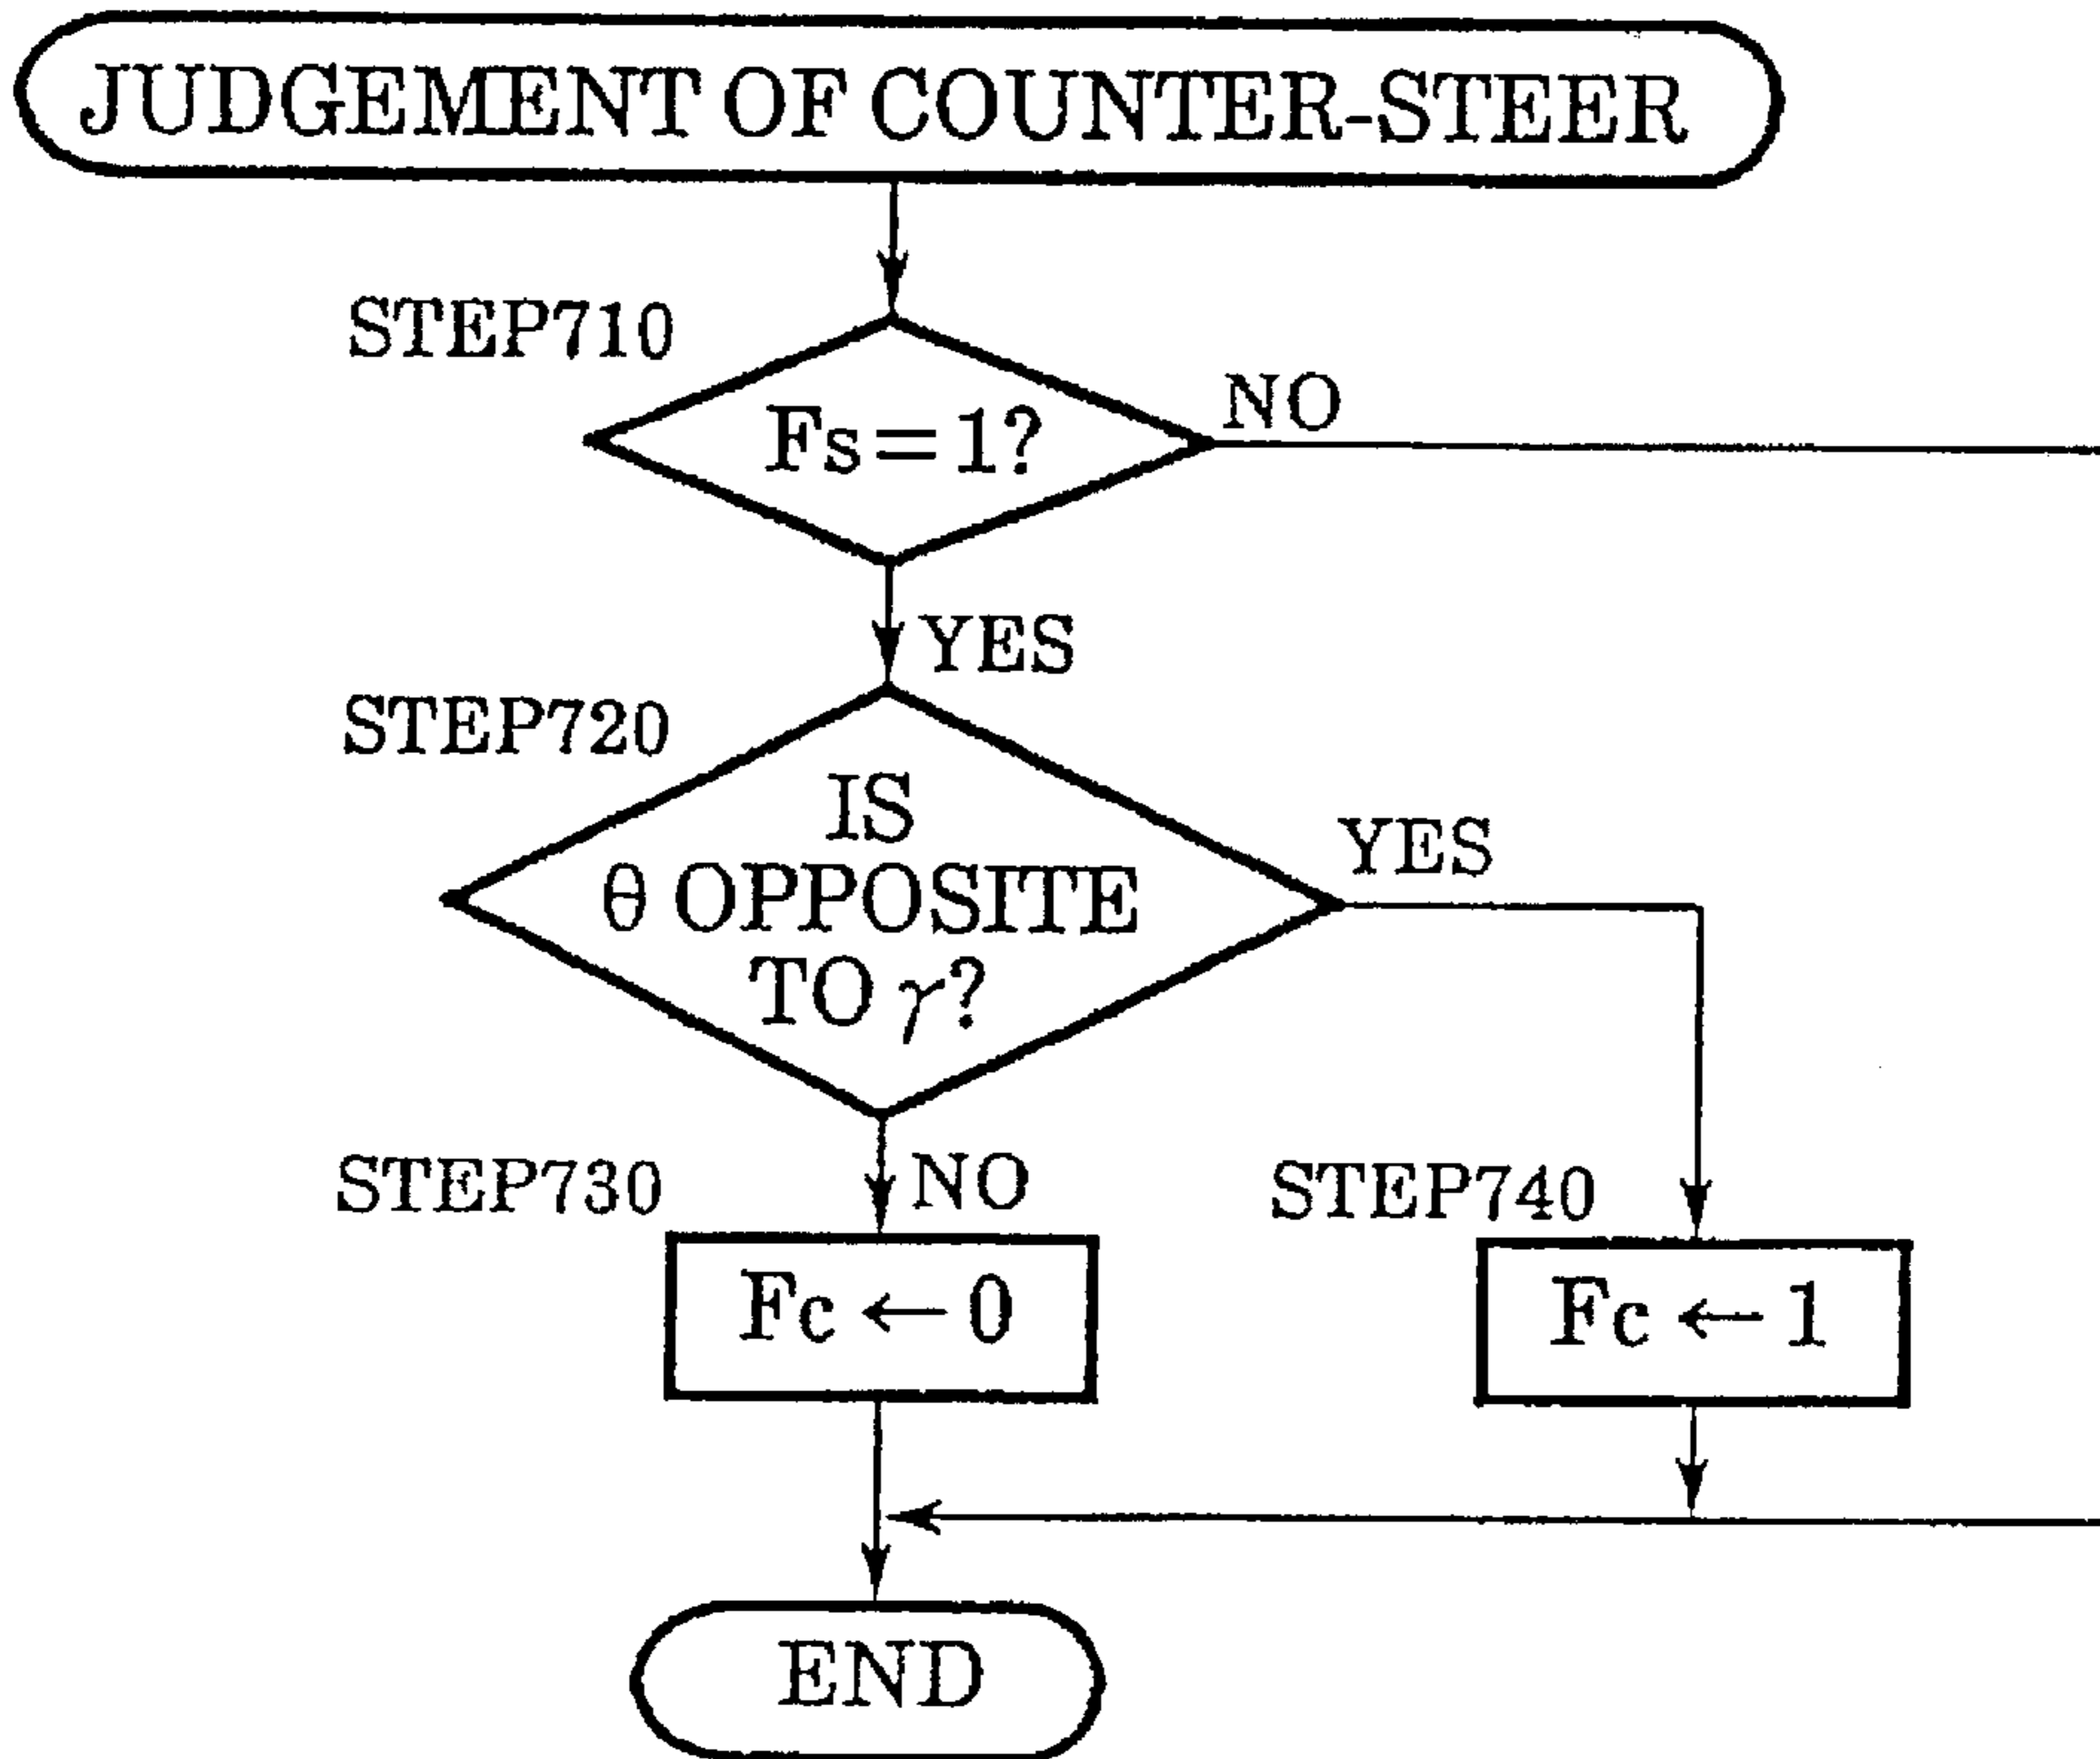 JUDGEMENT OF COUNTER-STEER
STEP710
Fs=1?
NO
YES
STEP720
IS
θ OPPOSITE
TO γ?
YES
STEP730
NO
STEP740
Fc ← 0
Fc ← 1
END